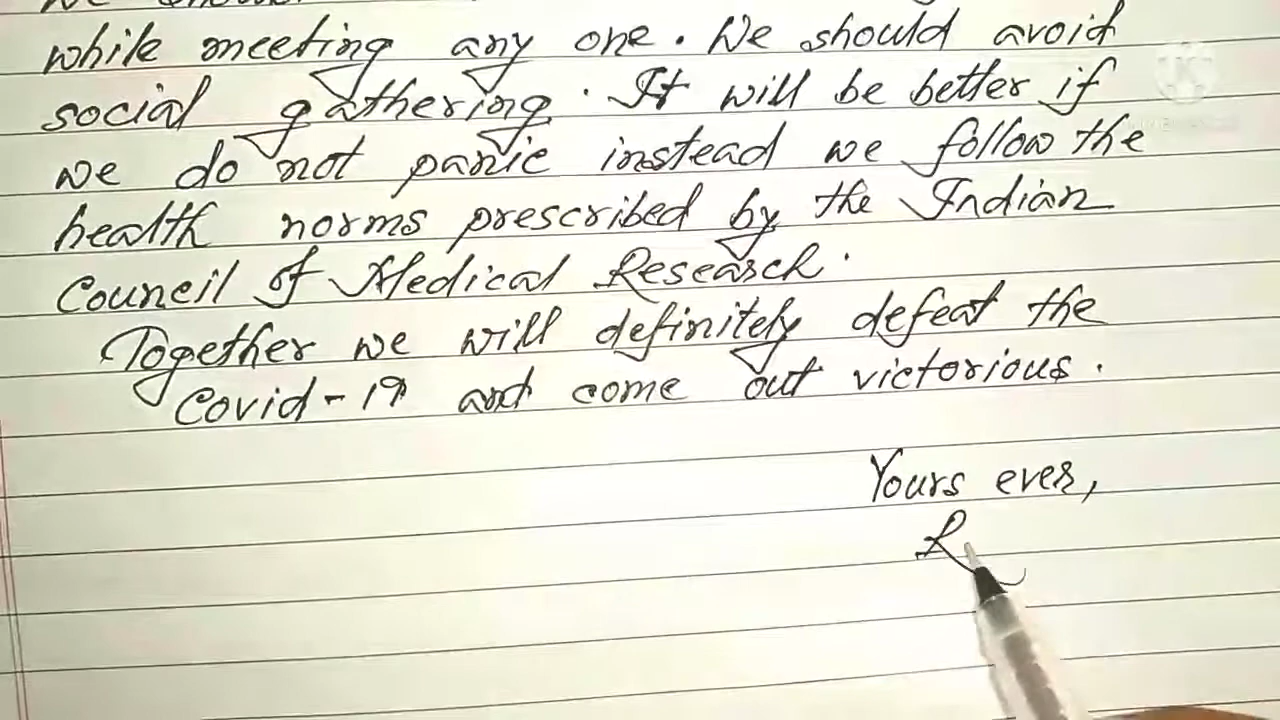 we should
while meeting any one. We should avoid
social gathering. It will be better if
we do not panic instead we follow the
health norms prescribed by the Indian
Council of Medical Research.
Together we will definitely defeat the
Covid-19 and come out victorious.
Yours ever,
R